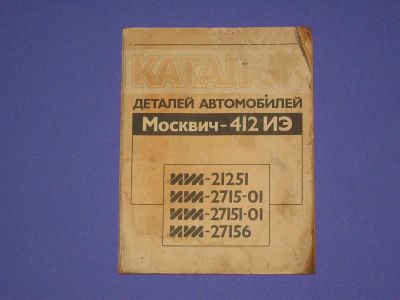 КАТАЛОГ
ДЕТАЛЕЙ АВТОМОБИЛЕЙ
Москвич-412 ИЭ
ИЖ-21251
ИЖ-2715-01
ИЖ-27151-01
ИЖ-27156